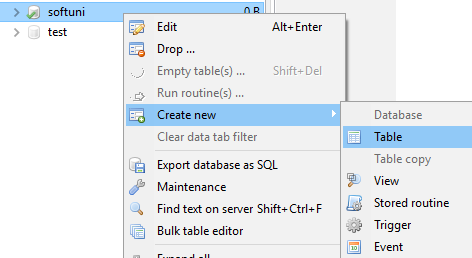 softuni 0 B
test
Edit Alt+Enter
Drop ...
Empty table(s) ... Shift+Del
Run routine(s) ...
Create new
Clear data tab filter
Export database as SQL
Maintenance
Find text on server Shift+Ctrl+F
Bulk table editor
Expand all
Database
Table
Table copy
View
Stored routine
Trigger
Event